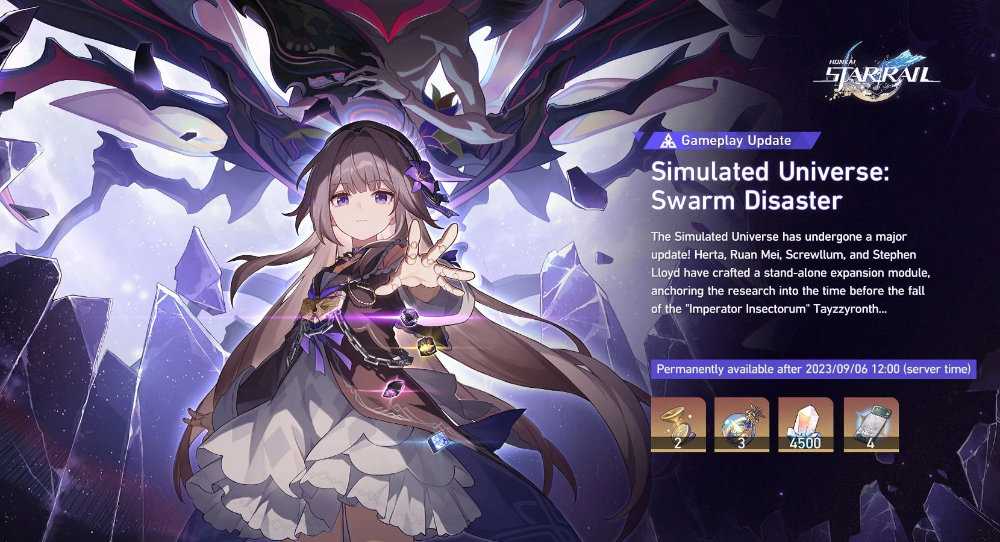 HONKAI
STAR RAIL
Gameplay Update
Simulated Universe:
Swarm Disaster
The Simulated Universe has undergone a major
update! Herta, Ruan Mei, Screwllum, and Stephen
Lloyd have crafted a stand-alone expansion module,
anchoring the research into the time before the fall
of the "Imperator Insectorum" Tayzzyronth...
Permanently available after 2023/09/06 12:00 (server time)
2
3
4500
4